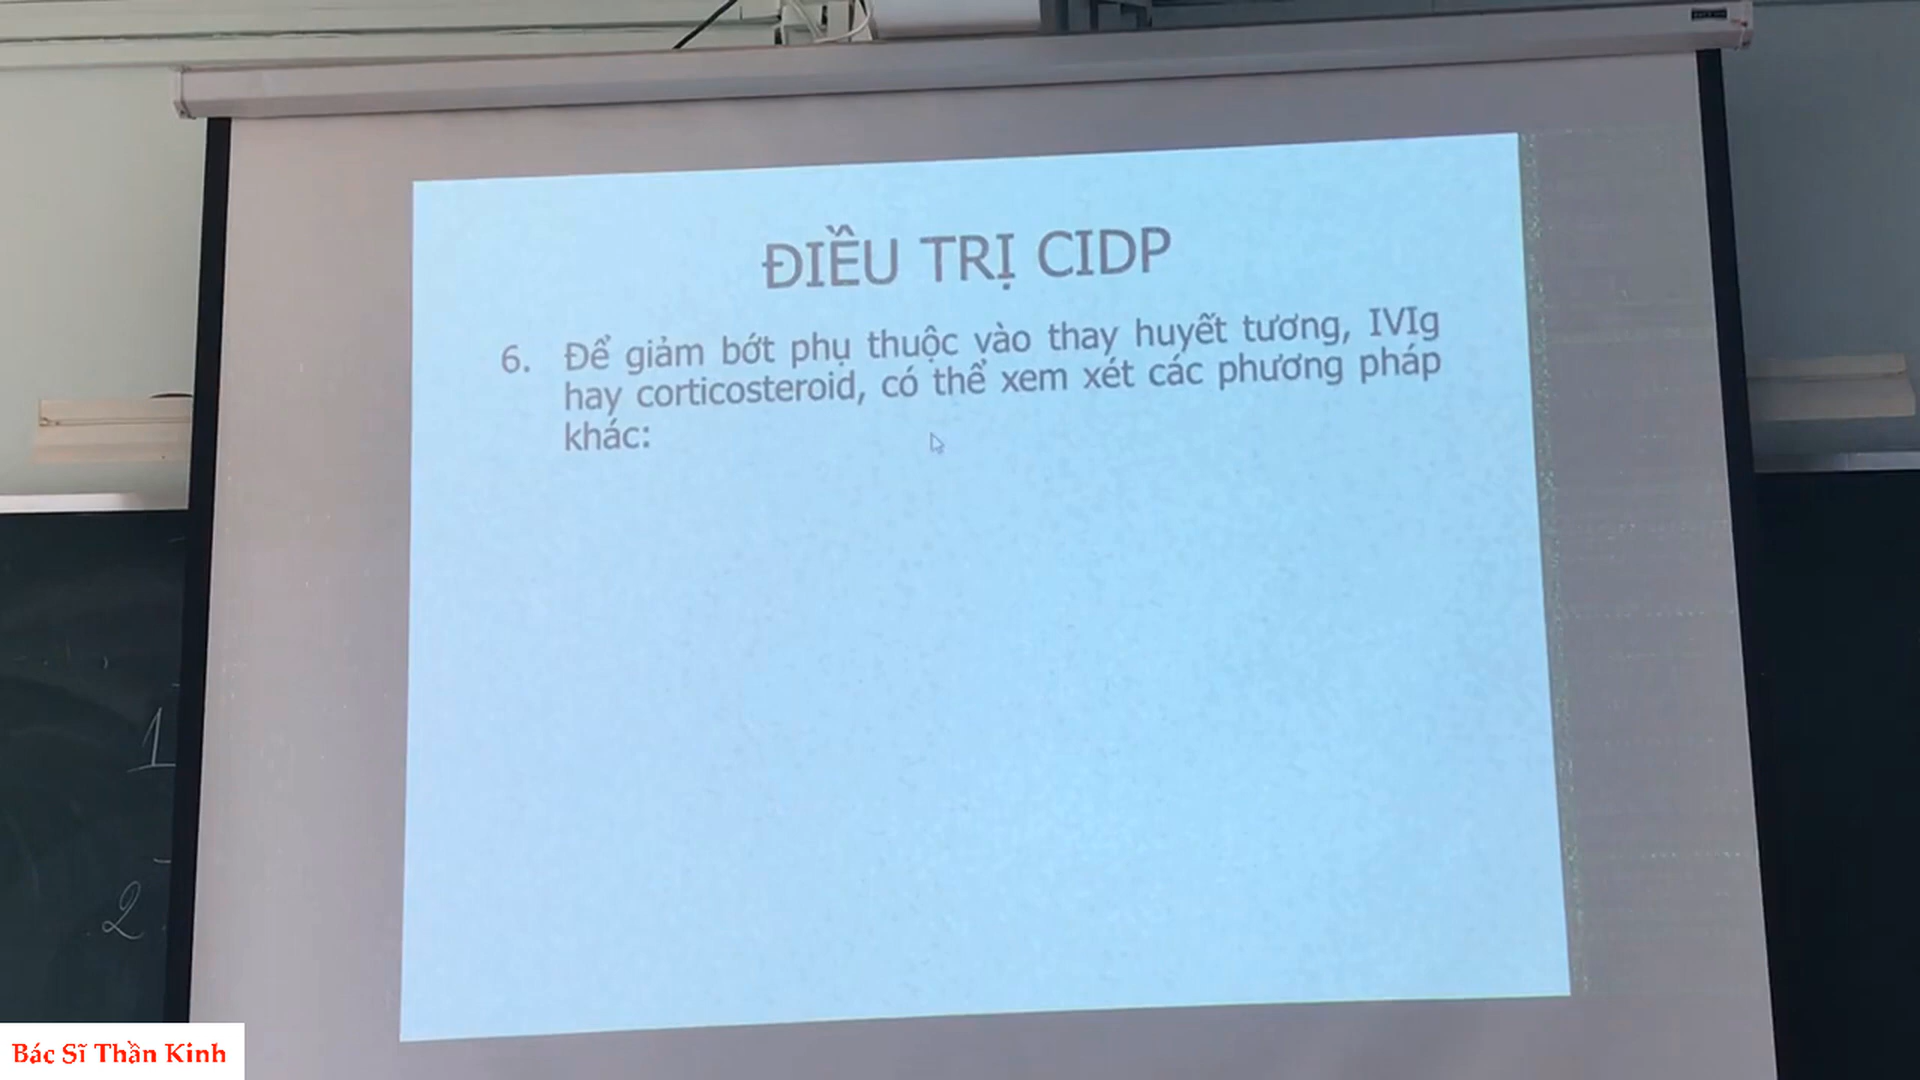 ĐIỀU TRỊ CIDP
6. Để giảm bớt phụ thuộc vào thay huyết tương, IVIg
hay corticosteroid, có thể xem xét các phương pháp
khác:
1
2
Bác Sĩ Thần Kinh